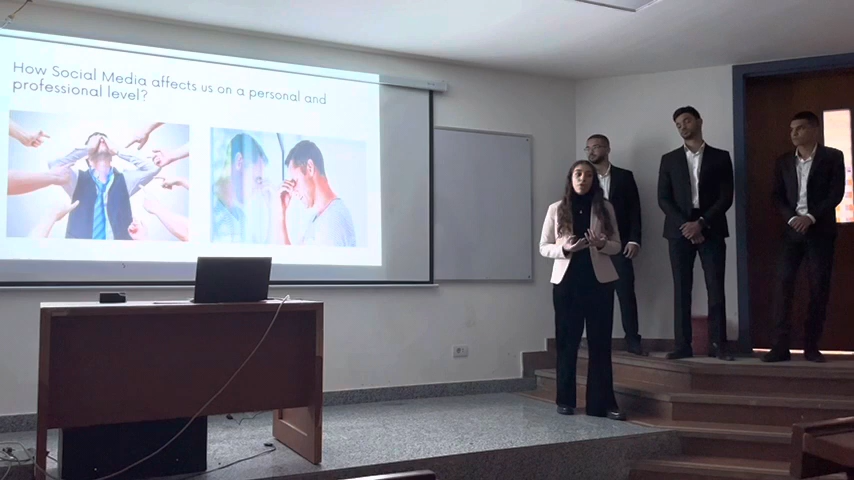 How Social Media affects us on a personal and
professional level?